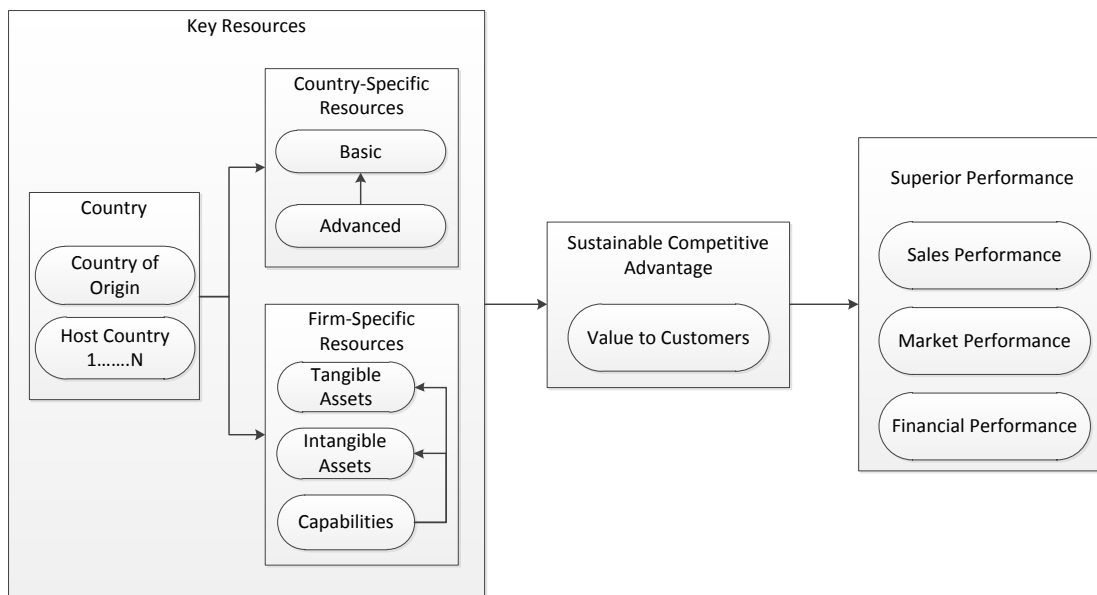 Key Resources
Country
Country of
Origin
Host Country
1.......N
Country-Specific
Resources
Basic
Advanced
Firm-Specific
Resources
Tangible
Assets
Intangible
Assets
Capabilities
Sustainable Competitive
Advantage
Value to Customers
Superior Performance
Sales Performance
Market Performance
Financial Performance